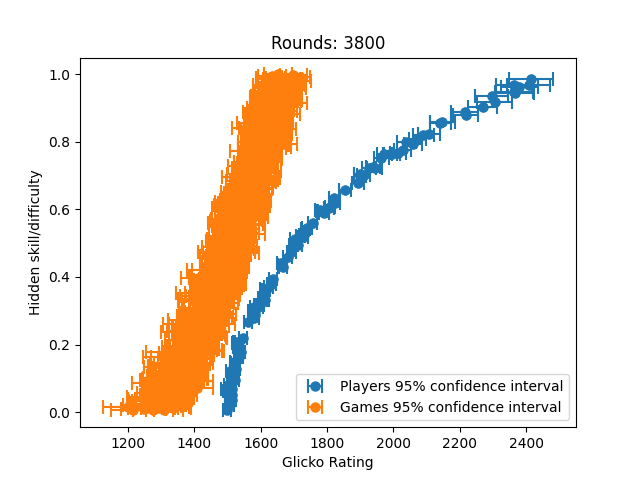 Rounds: 3800
1.0
0.8
0.6
0.4
0.2
0.0
Hidden skill/difficulty
Players 95% confidence interval
Games 95% confidence interval
1200 1400 1600 1800 2000 2200 2400
Glicko Rating